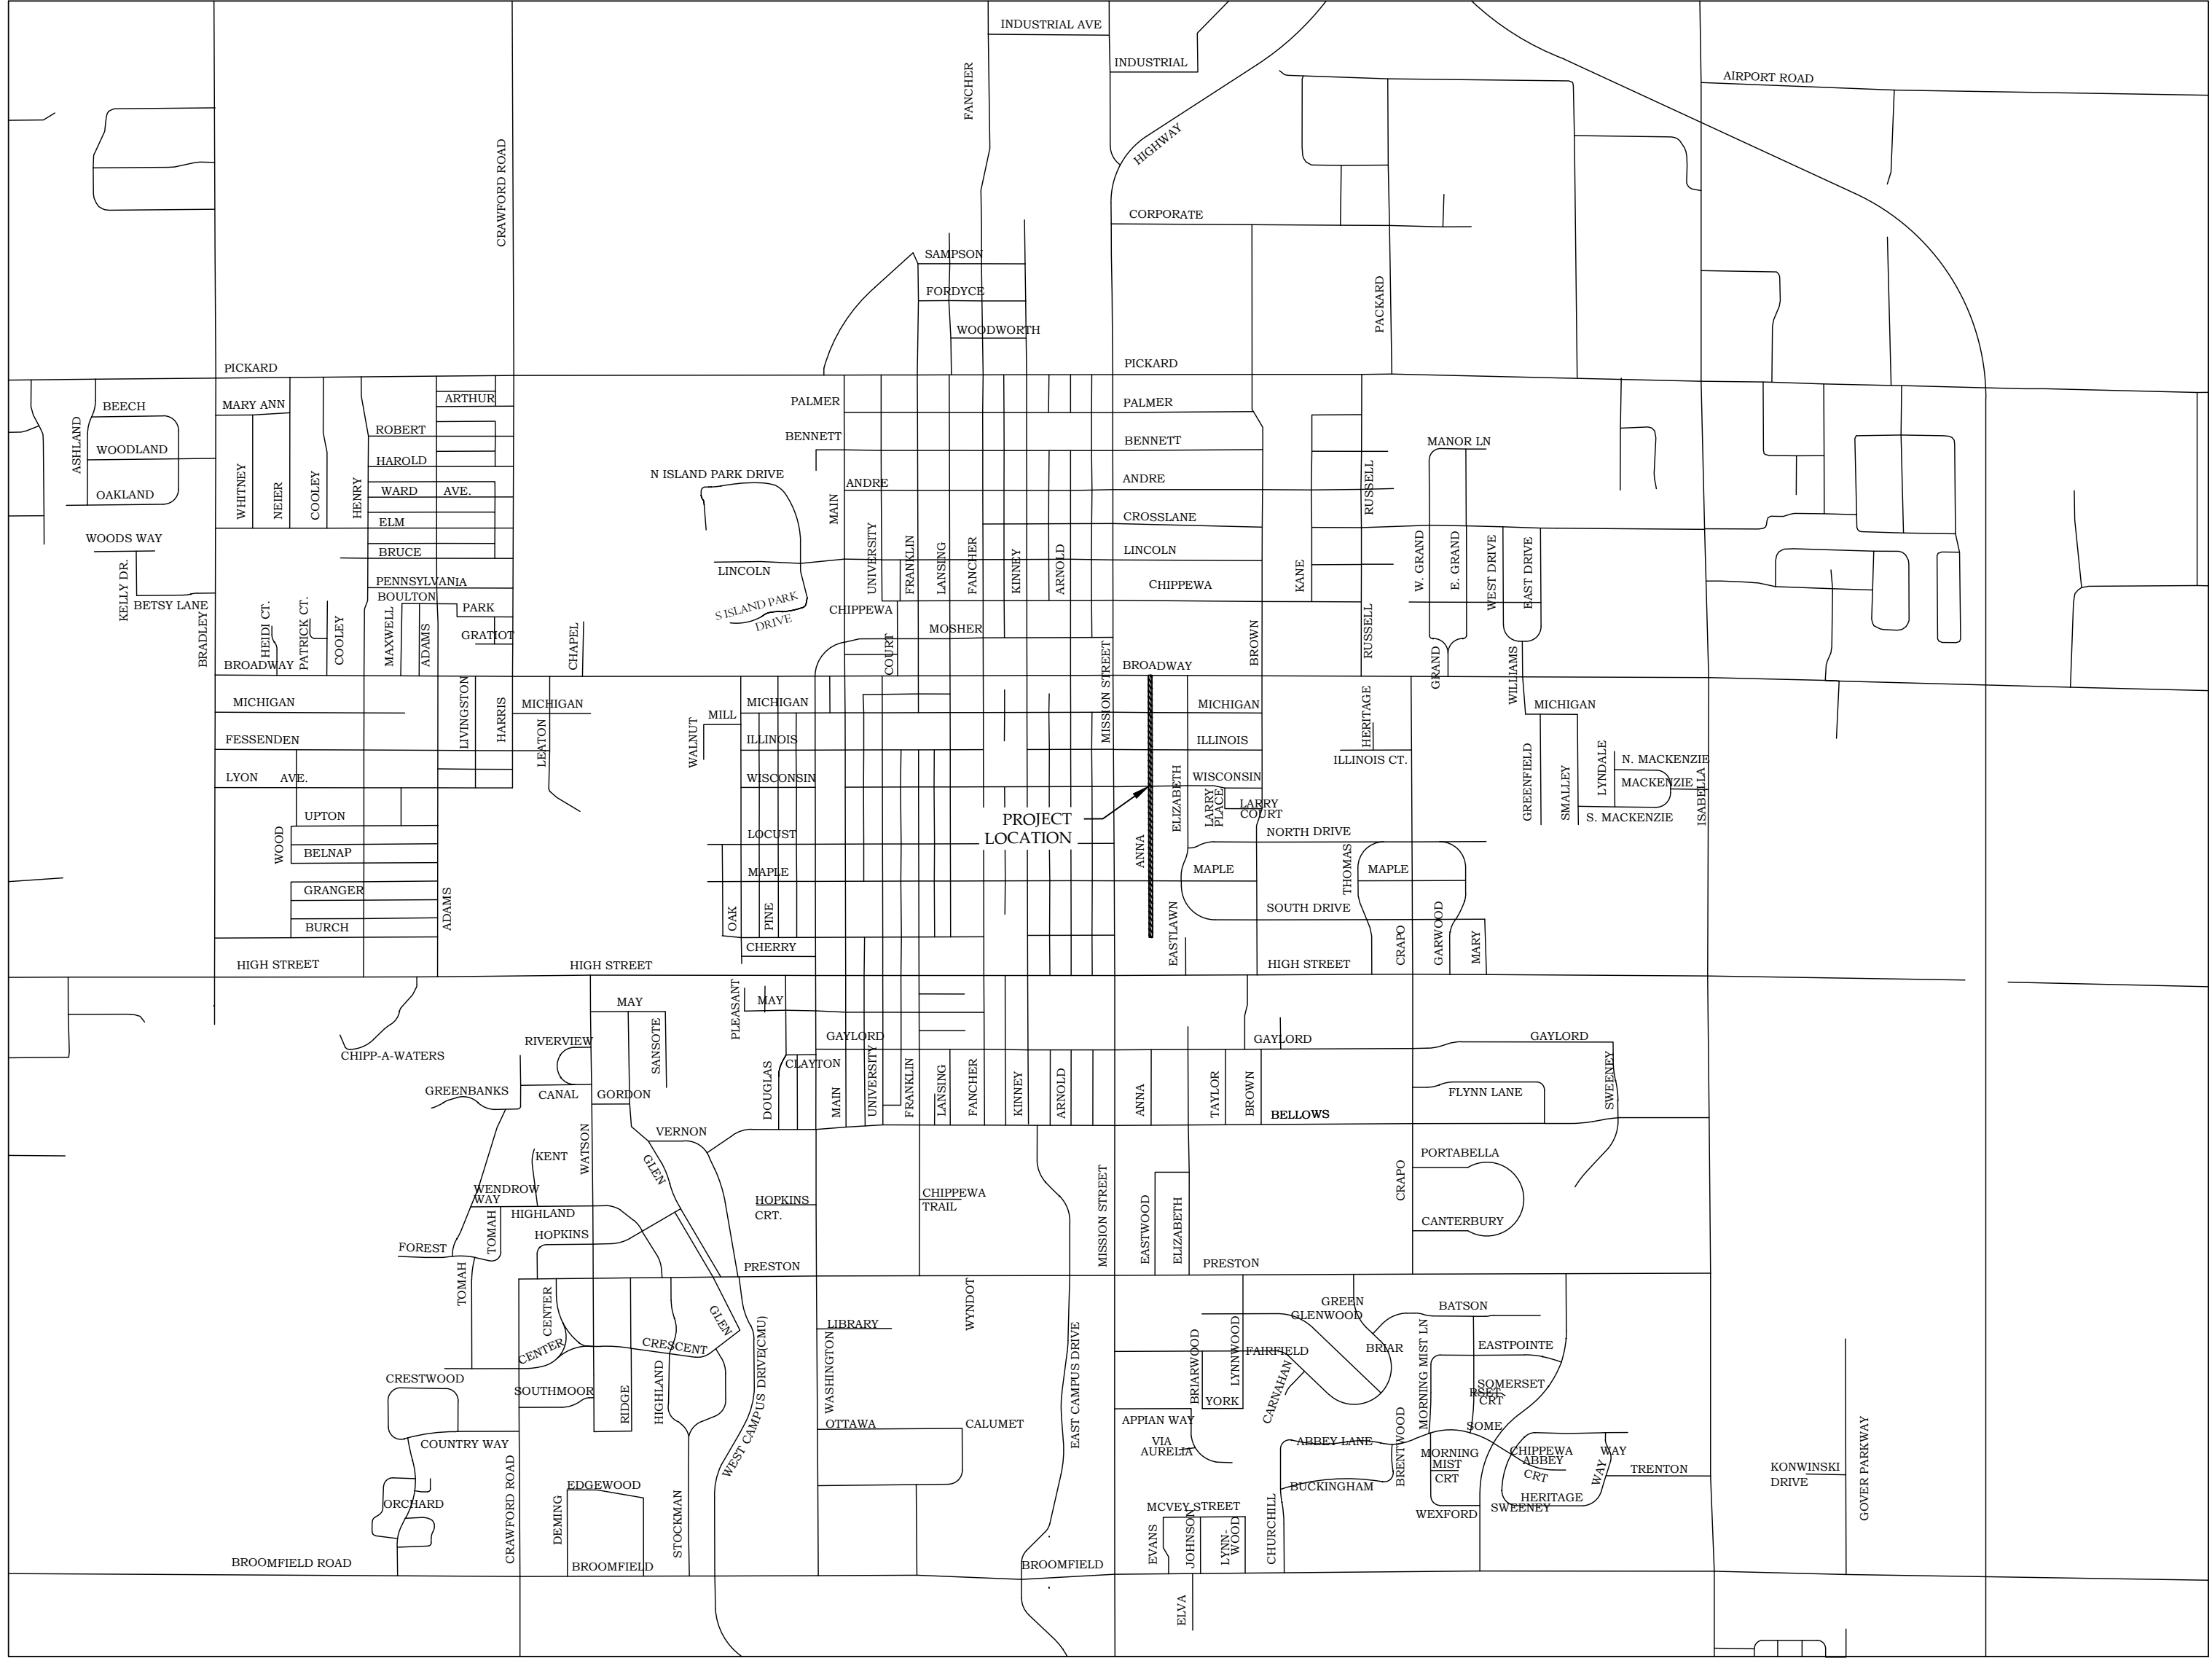 INDUSTRIAL AVE
INDUSTRIAL
FANCHER
AIRPORT ROAD
HIGHWAY
CRAWFORD ROAD
CORPORATE
SAMPSON
FORDYCE
WOODWORTH
PACKARD
PICKARD
PICKARD
BEECH
MARY ANN
ARTHUR
PALMER
PALMER
ASHLAND
WOODLAND
ROBERT
BENNETT
BENNETT
MANOR LN
HAROLD
OAKLAND
WHITNEY
NEIER
COOLEY
HENRY
WARD AVE.
N ISLAND PARK DRIVE
ANDRE
ANDRE
RUSSELL
MAIN
ELM
CROSSLANE
WOODS WAY
BRUCE
UNIVERSITY
FRANKLIN
LANSING
FANCHER
KINNEY
ARNOLD
LINCOLN
LINCOLN
KELLY DR.
PENNSYLVANIA
CHIPPEWA
KANE
W. GRAND
E. GRAND
WEST DRIVE
EAST DRIVE
BETSY LANE
BOULTON
PARK
S ISLAND PARK
DRIVE
CHIPPEWA
BRADLEY
HEIDI CT.
PATRICK CT.
COOLEY
MAXWELL
ADAMS
GRATIOT
CHAPEL
MOSHER
COURT
BROWN
RUSSELL
BROADWAY
MISSION STREET
BROADWAY
GRAND
WILLIAMS
MICHIGAN
LIVINGSTON
HARRIS
MICHIGAN
MICHIGAN
MICHIGAN
HERITAGE
MICHIGAN
MILL
WALNUT
FESSENDEN
LEATON
ILLINOIS
ILLINOIS
ILLINOIS CT.
LYNDALE
N. MACKENZIE
LYON AVE.
WISCONSIN
WISCONSIN
ELIZABETH
LARRY
PLACE
LARRY
COURT
GREENFIELD
SMALLEY
MACKENZIE
S. MACKENZIE
ISABELLA
UPTON
PROJECT
LOCATION
WOOD
BELNAP
LOCUST
NORTH DRIVE
ANNA
MAPLE
MAPLE
THOMAS
MAPLE
GRANGER
ADAMS
OAK
PINE
SOUTH DRIVE
BURCH
EASTLAWN
CRAPO
GARWOOD
MARY
CHERRY
HIGH STREET
HIGH STREET
HIGH STREET
MAY
PLEASANT
MAY
SANSOTE
RIVERVIEW
GAYLORD
GAYLORD
GAYLORD
CHIPP-A-WATERS
CLAYTON
GREENBANKS
CANAL
GORDON
DOUGLAS
MAIN
UNIVERSITY
FRANKLIN
LANSING
FANCHER
KINNEY
ARNOLD
ANNA
TAYLOR
BROWN
FLYNN LANE
SWEENEY
BELLOWS
VERNON
WATSON
KENT
GLEN
PORTABELLA
WENDROW
WAY
HOPKINS
CRT.
CHIPPEWA
TRAIL
MISSION STREET
EASTWOOD
ELIZABETH
CRAPO
TOMAH
HIGHLAND
HOPKINS
CANTERBURY
FOREST
TOMAH
PRESTON
PRESTON
CENTER
GLEN
WYNDOT
GREEN
GLENWOOD
BATSON
LIBRARY
CENTER
CRESCENT
WASHINGTON
EAST CAMPUS DRIVE
BRIARWOOD
LYNNWOOD
FAIRFIELD
BRIAR
MORNING MIST LN
EASTPOINTE
CRESTWOOD
SOUTHMOOR
RIDGE
HIGHLAND
WEST CAMPUS DRIVE(CMU)
YORK
CARNAHAN
SOMERSET
RSET
CRT
OTTAWA
CALUMET
APPIAN WAY
SOME
COUNTRY WAY
VIA
AURELIA
ABBEY LANE
BRENTWOOD
MORNING
MIST
CRT
CHIPPEWA
ABBEY
CRT
WAY
WAY
TRENTON
KONWINSKI
DRIVE
GOVER PARKWAY
CRAWFORD ROAD
EDGEWOOD
BUCKINGHAM
HERITAGE
ORCHARD
DEMING
STOCKMAN
MCVEY STREET
SWEENEY
WEXFORD
EVANS
JOHNSON
LYNN-
WOOD
CHURCHILL
BROOMFIELD ROAD
BROOMFIELD
BROOMFIELD
ELVA